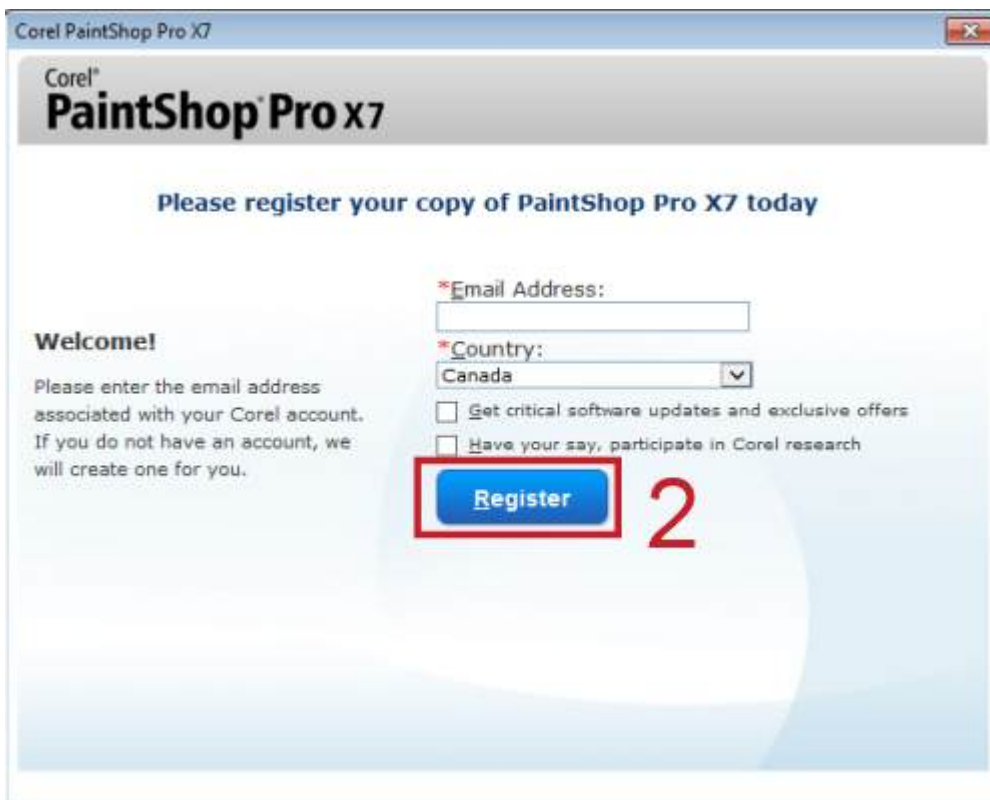 Corel PaintShop Pro X7
Corel®
PaintShop Pro X7
Please register your copy of PaintShop Pro X7 today
Welcome!
Please enter the email address
associated with your Corel account.
If you do not have an account, we
will create one for you.
*Email Address:
*Country:
Canada
Get critical software updates and exclusive offers
Have your say, participate in Corel research
Register
2